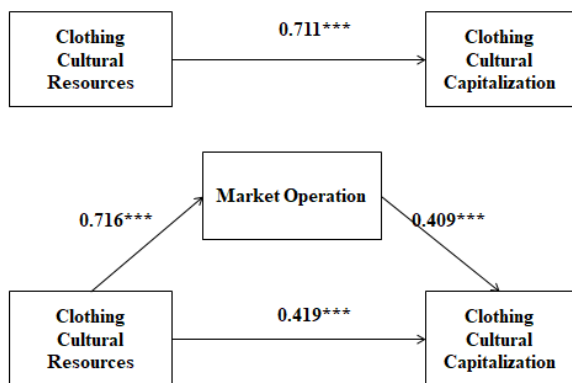 0.711***
Clothing
Cultural
Resources
Clothing
Cultural
Capitalization
Market Operation
0.716***
0.409***
0.419***
Clothing
Cultural
Resources
Clothing
Cultural
Capitalization